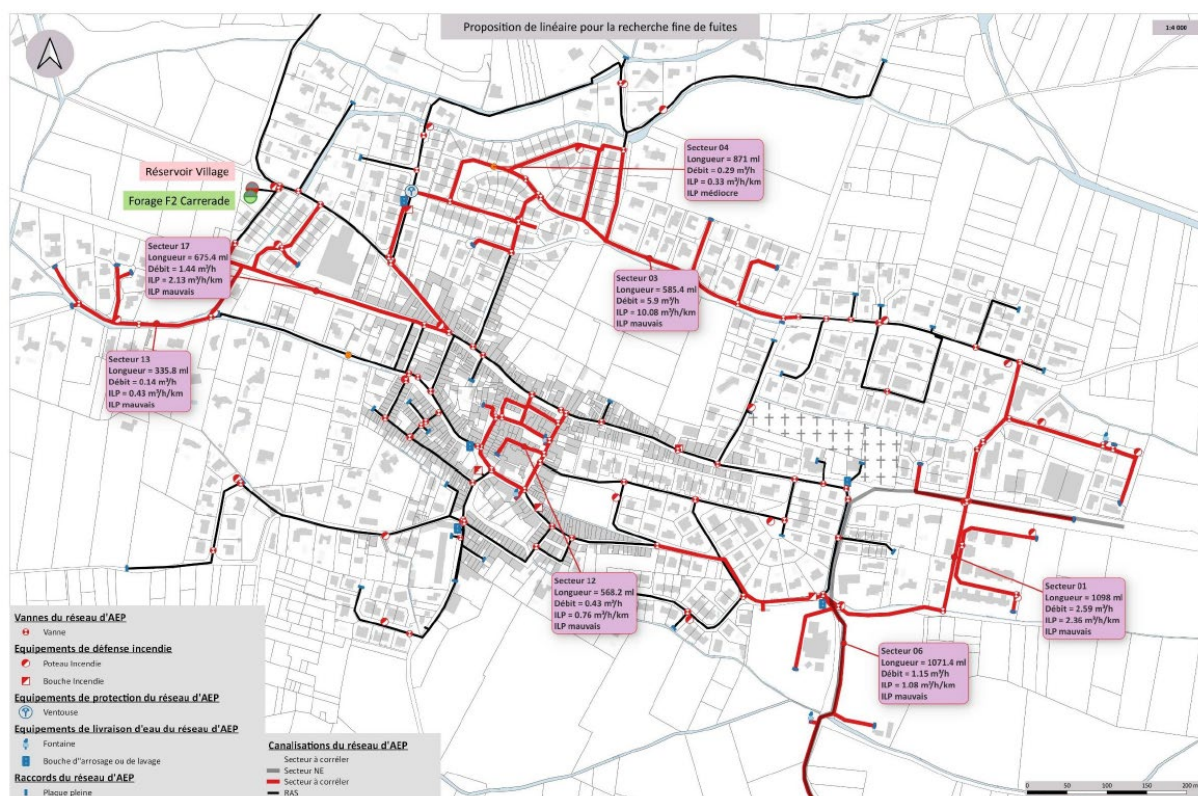 Proposition de linéaire pour la recherche fine de fuites
1:4 000
Secteur 04
Longueur = 871 ml
Débit = 0.29 m³/h
ILP = 0.33 m³/h/km
ILP médiocre
Réservoir Village
Forage F2 Carrerade
Secteur 17
Longueur = 675.4 ml
Débit = 1.44 m³/h
ILP = 2.13 m³/h/km
ILP mauvais
Secteur 03
Longueur = 585.4 ml
Débit = 5.9 m³/h
ILP = 10.08 m³/h/km
ILP mauvais
Secteur 13
Longueur = 335.8 ml
Débit = 0.14 m³/h
ILP = 0.43 m³/h/km
ILP mauvais
Secteur 12
Longueur = 568.2 ml
Débit = 0.43 m³/h
ILP = 0.76 m³/h/km
ILP mauvais
Secteur 01
Longueur = 1098 ml
Débit = 2.59 m³/h
ILP = 2.36 m³/h/km
ILP mauvais
Secteur 06
Longueur = 1071.4 ml
Débit = 1.15 m³/h
ILP = 1.08 m³/h/km
ILP mauvais
Vannes du réseau d'AEP
Vanne
Equipements de défense incendie
Poteau Incendie
Bouche Incendie
Equipements de protection du réseau d'AEP
Ventouse
Equipements de livraison d'eau du réseau d'AEP
Fontaine
Bouche d"arrosage ou de lavage
Raccords du réseau d'AEP
Plaque pleine
Canalisations du réseau d'AEP
Secteur à corréler
Secteur NE
Secteur à corréler
RAS
0 50 100 150 200 m